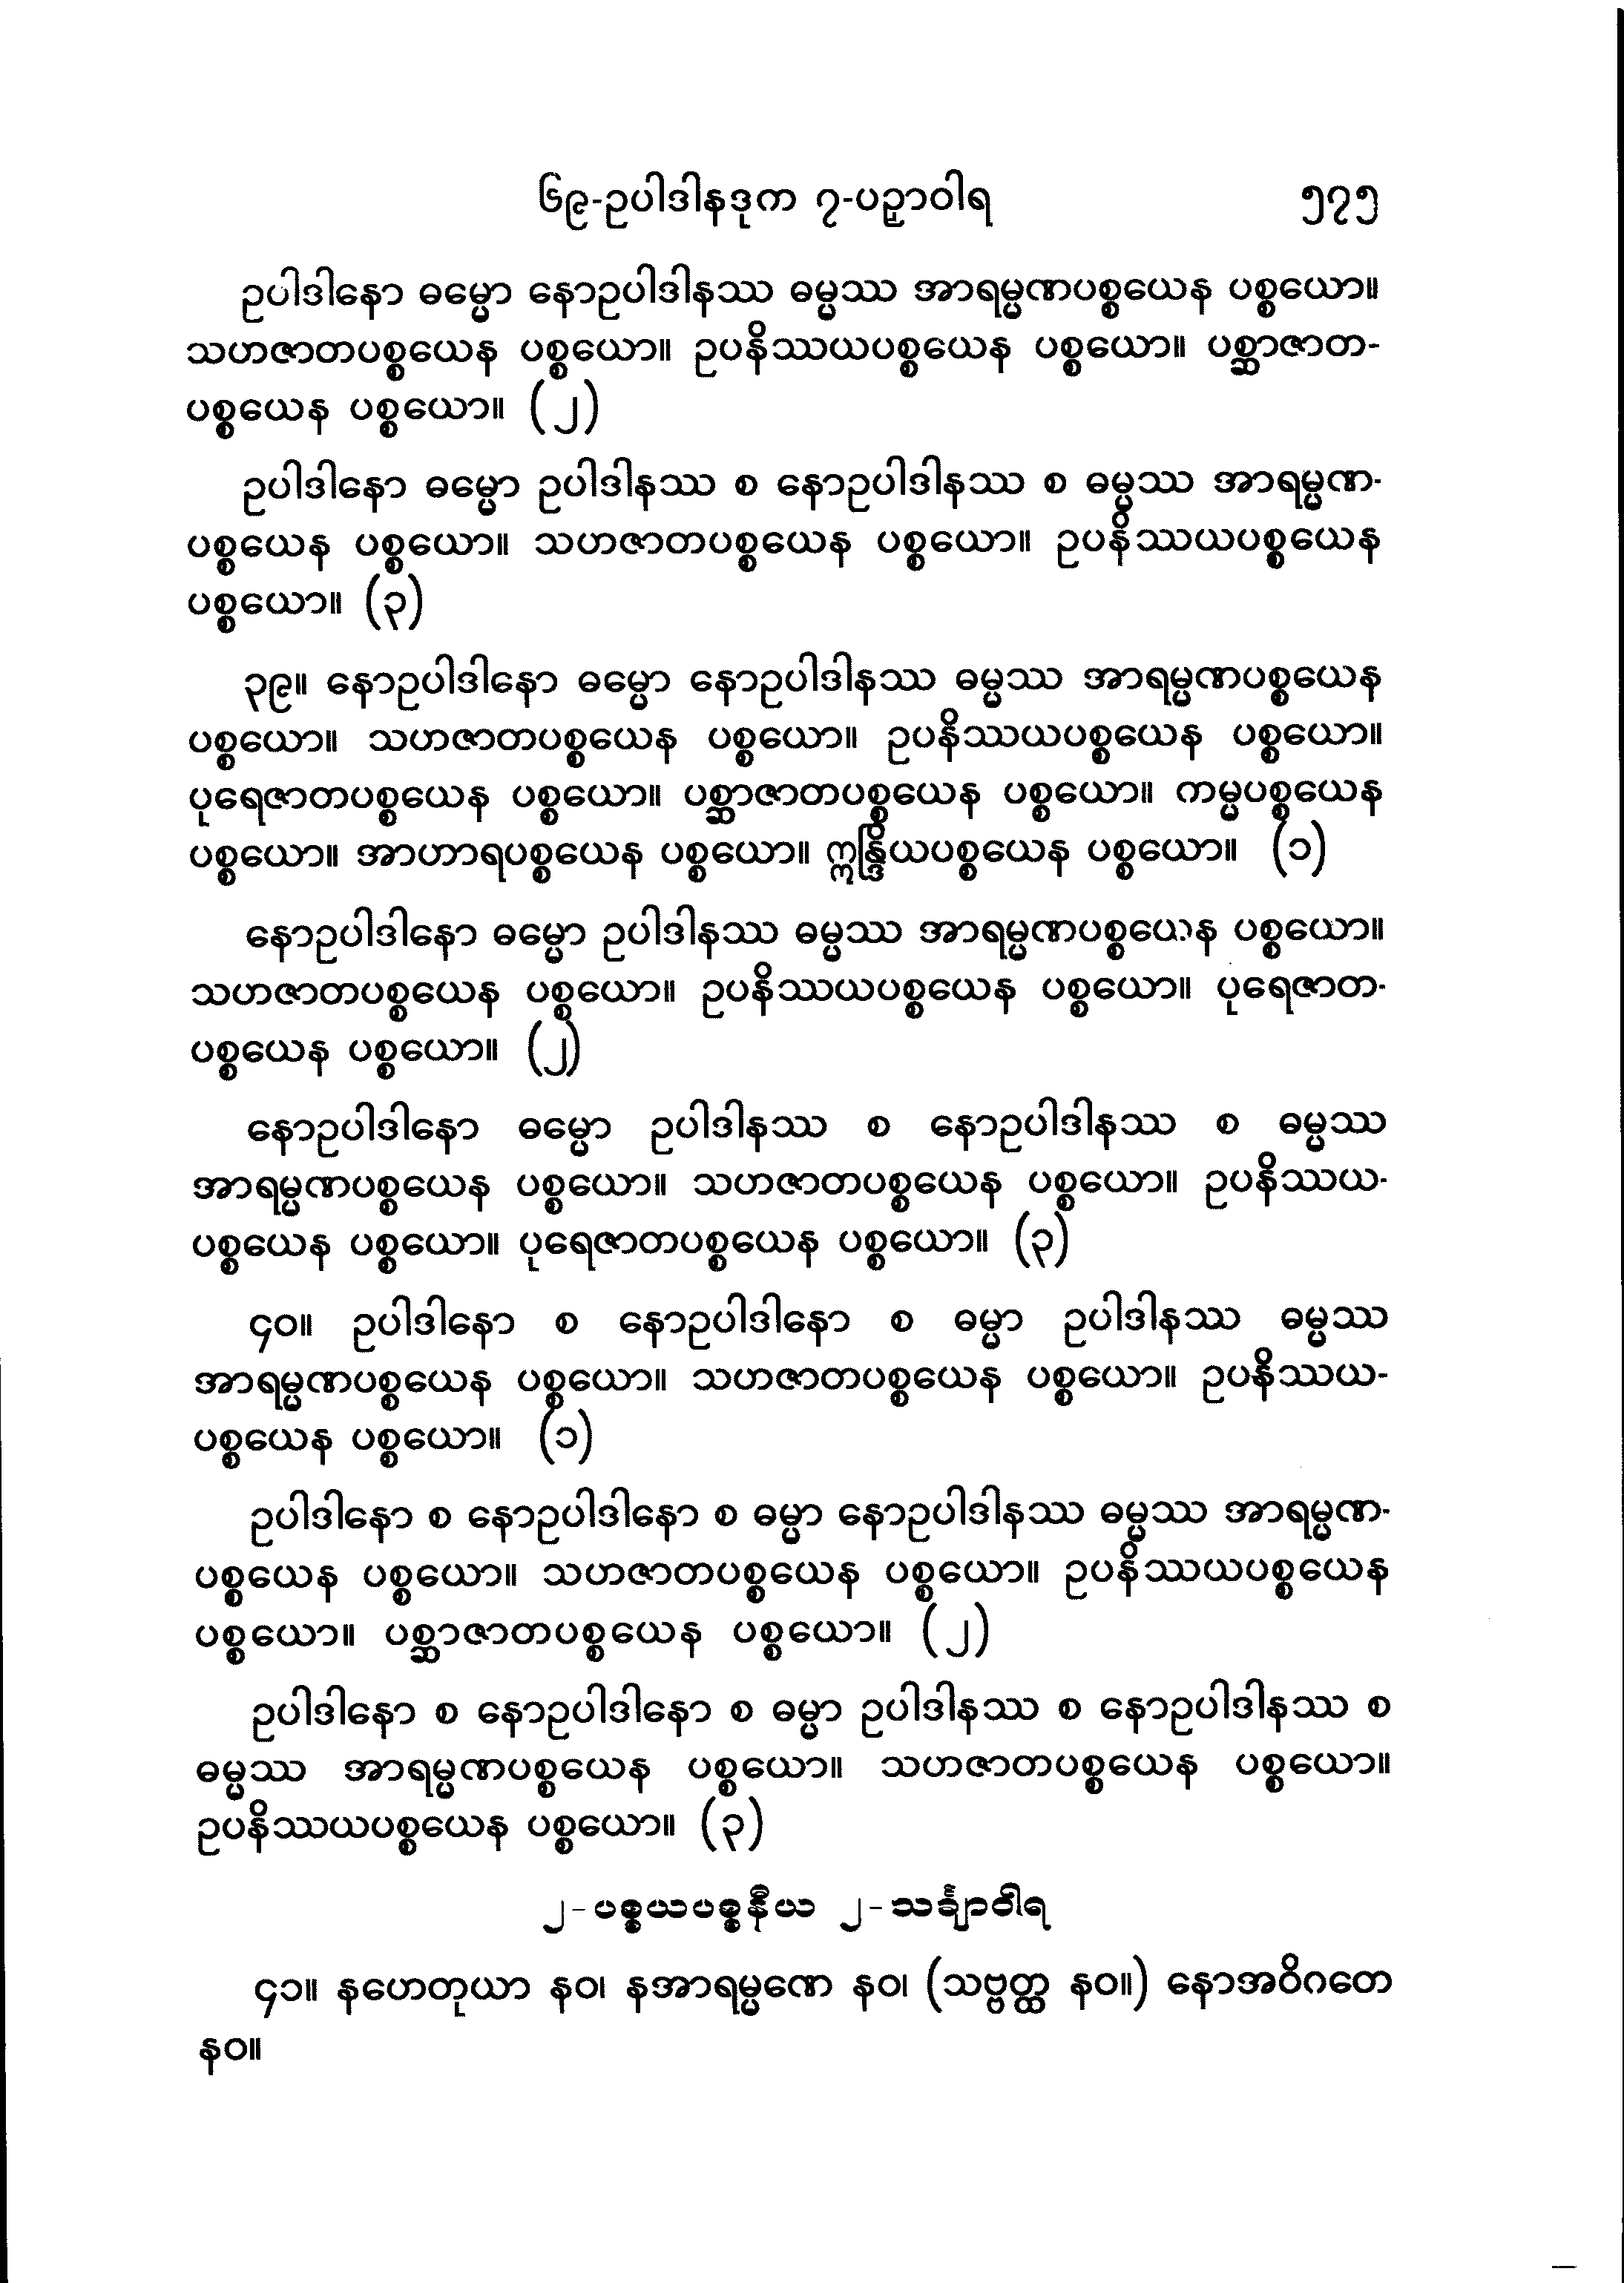 ၆၉-ဥပါဒါနဒုက ၇-ပဉှာဝါရ ၅၇၅
ဥပါဒါနော ဓမ္မော နောဥပါဒါနဿ ဓမ္မဿ အာရမ္မဏပစ္စယေန ပစ္စယော။
သဟဇာတပစ္စယေန ပစ္စယော။ ဥပနိဿယပစ္စယေန ပစ္စယော။ ပစ္ဆာဇာတ-
ပစ္စယေန ပစ္စယော။ (၂)
ဥပါဒါနော ဓမ္မော ဥပါဒါနဿ စ နောဥပါဒါနဿ စ ဓမ္မဿ အာရမ္မဏ-
ပစ္စယေန ပစ္စယော။ သဟဇာတပစ္စယေန ပစ္စယော။ ဥပနိဿယပစ္စယေန
ပစ္စယော။ (၃)
၃၉။ နောဥပါဒါနော ဓမ္မော နောဥပါဒါနဿ ဓမ္မဿ အာရမ္မဏပစ္စယေန
ပစ္စယော။ သဟဇာတပစ္စယေန ပစ္စယော။ ဥပနိဿယပစ္စယေန ပစ္စယော။
ပုရေဇာတပစ္စယေန ပစ္စယော။ ပစ္ဆာဇာတပစ္စယေန ပစ္စယော။ ကမ္မပစ္စယေန
ပစ္စယော။ အာဟာရပစ္စယေန ပစ္စယော။ ဣန္ဒြိယပစ္စယေန ပစ္စယော။ (၁)
နောဥပါဒါနော ဓမ္မော ဥပါဒါနဿ ဓမ္မဿ အာရမ္မဏပစ္စယေန ပစ္စယော။
သဟဇာတပစ္စယေန ပစ္စယော။ ဥပနိဿယပစ္စယေန ပစ္စယော။ ပုရေဇာတ-
ပစ္စယေန ပစ္စယော။ (၂)
နောဥပါဒါနော ဓမ္မော ဥပါဒါနဿ စ နောဥပါဒါနဿ စ ဓမ္မဿ
အာရမ္မဏပစ္စယေန ပစ္စယော။ သဟဇာတပစ္စယေန ပစ္စယော။ ဥပနိဿယ-
ပစ္စယေန ပစ္စယော။ ပုရေဇာတပစ္စယေန ပစ္စယော။ (၃)
၄၀။ ဥပါဒါနော စ နောဥပါဒါနော စ ဓမ္မာ ဥပါဒါနဿ ဓမ္မဿ
အာရမ္မဏပစ္စယေန ပစ္စယော။ သဟဇာတပစ္စယေန ပစ္စယော။ ဥပနိဿယ-
ပစ္စယေန ပစ္စယော။ (၁)
ဥပါဒါနော စ နောဥပါဒါနော စ ဓမ္မာ နောဥပါဒါနဿ ဓမ္မဿ အာရမ္မဏ-
ပစ္စယေန ပစ္စယော။ သဟဇာတပစ္စယေန ပစ္စယော။ ဥပနိဿယပစ္စယေန
ပစ္စယော။ ပစ္ဆာဇာတပစ္စယေန ပစ္စယော။ (၂)
ဥပါဒါနော စ နောဥပါဒါနော စ ဓမ္မာ ဥပါဒါနဿ စ နောဥပါဒါနဿ စ
ဓမ္မဿ အာရမ္မဏပစ္စယေန ပစ္စယော။ သဟဇာတပစ္စယေန ပစ္စယော။
ဥပနိဿယပစ္စယေန ပစ္စယော။ (၃)
၂-ပစ္စယပစ္စနီယ ၂-သင်္ချာဝါရ
၄၁။ နဟေတုယာ နဝ၊ နအာရမ္မဏေ နဝ၊ (သဗ္ဗတ္ထ နဝ။) နောအဝိဂတေ
နဝ။